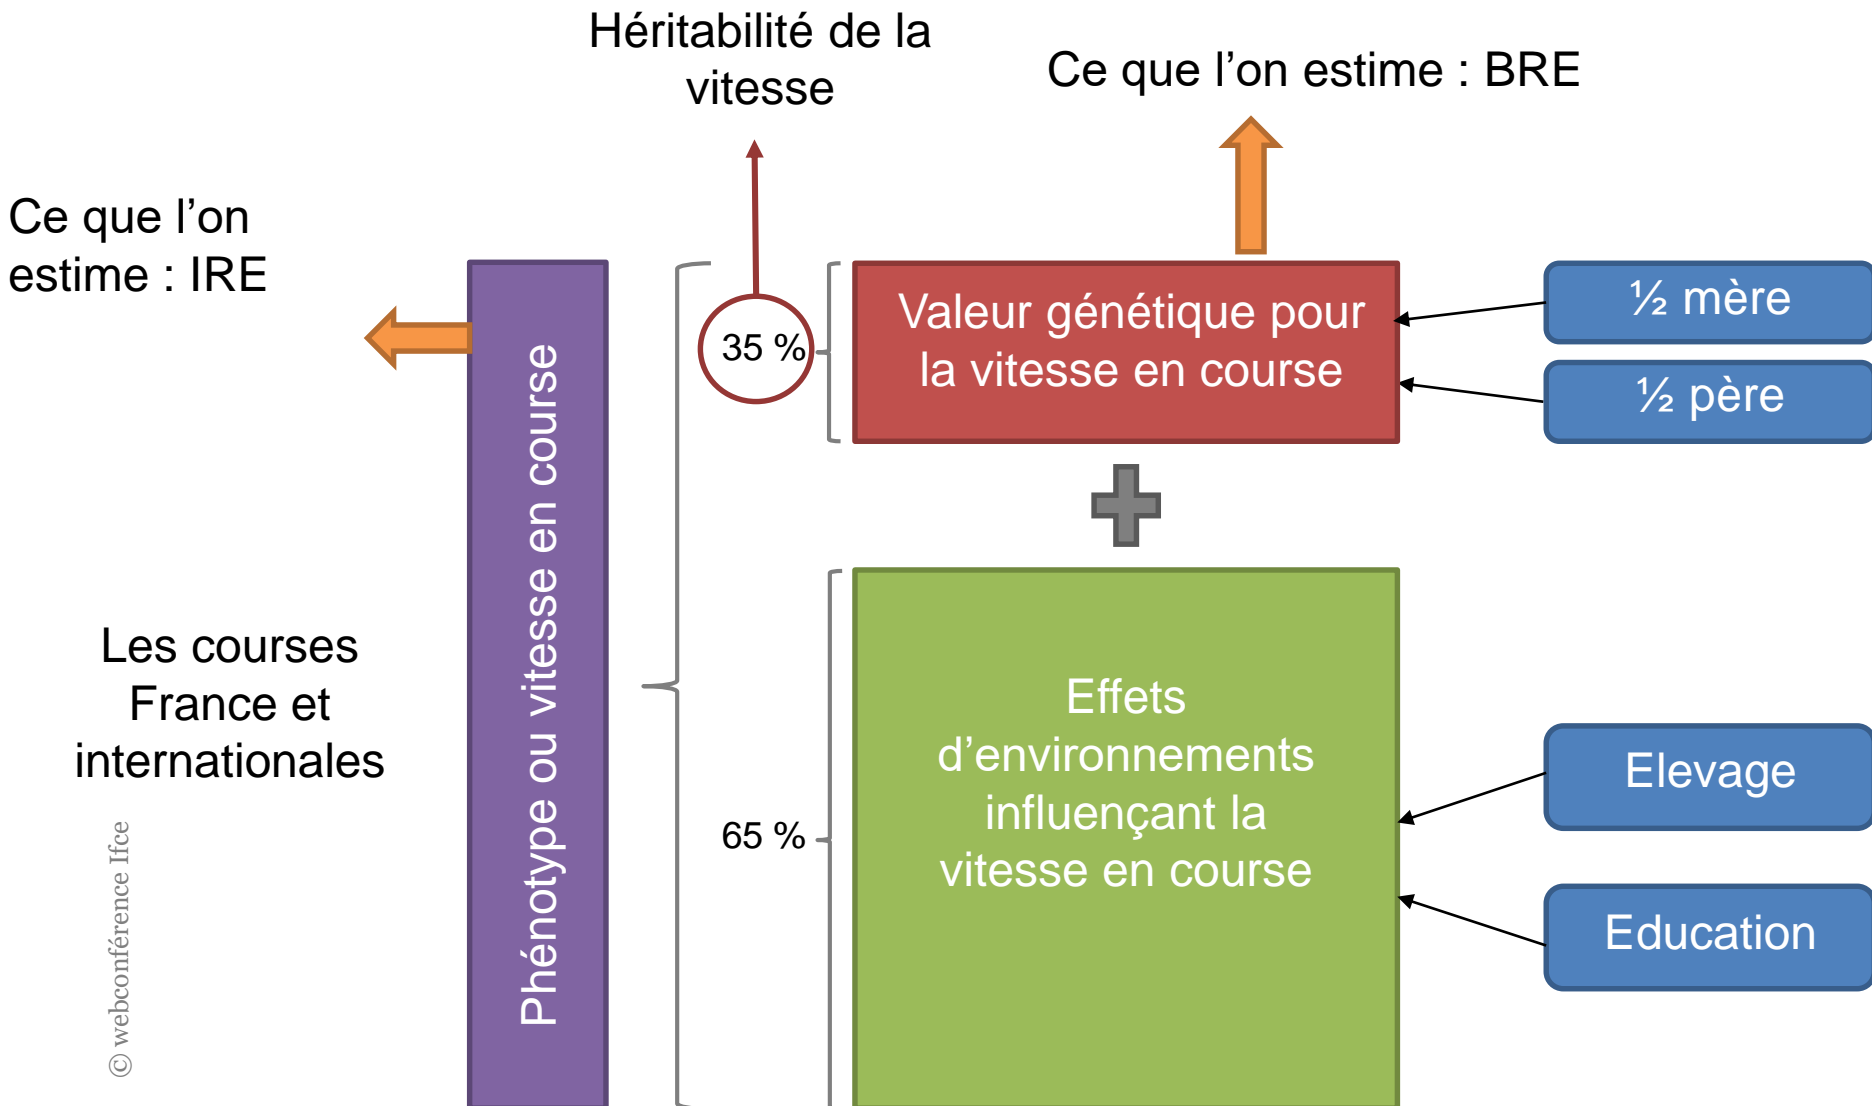 Héritabilité de la
vitesse
Ce que l’on estime : BRE
Ce que l’on
estime : IRE
Phénotype ou vitesse en course
35 %
Valeur génétique pour
la vitesse en course
½ mère
½ père
Les courses
France et
internationales
65 %
Effets
d’environnements
influençant la
vitesse en course
Elevage
Education
© webconférence Ifce